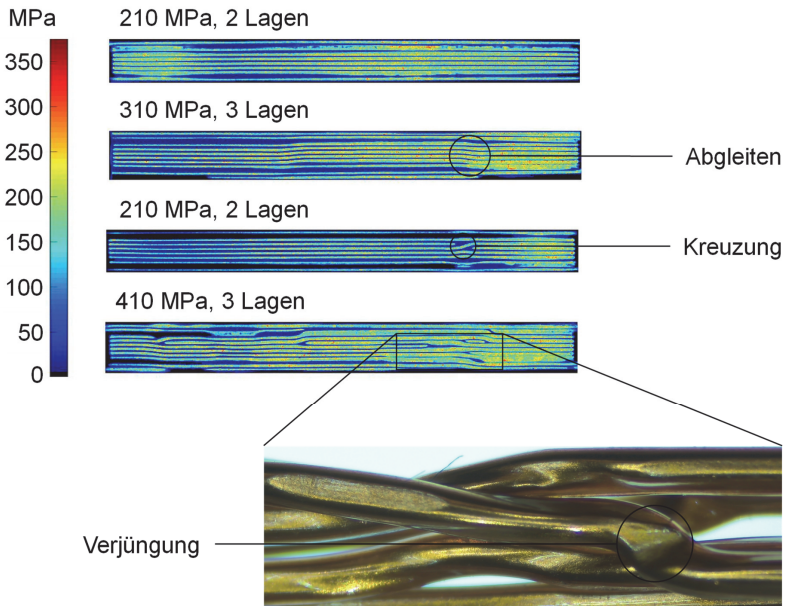 MPa
350
300
250
200
150
100
50
0
210 MPa, 2 Lagen
310 MPa, 3 Lagen
Abgleiten
210 MPa, 2 Lagen
Kreuzung
410 MPa, 3 Lagen
Verjüngung